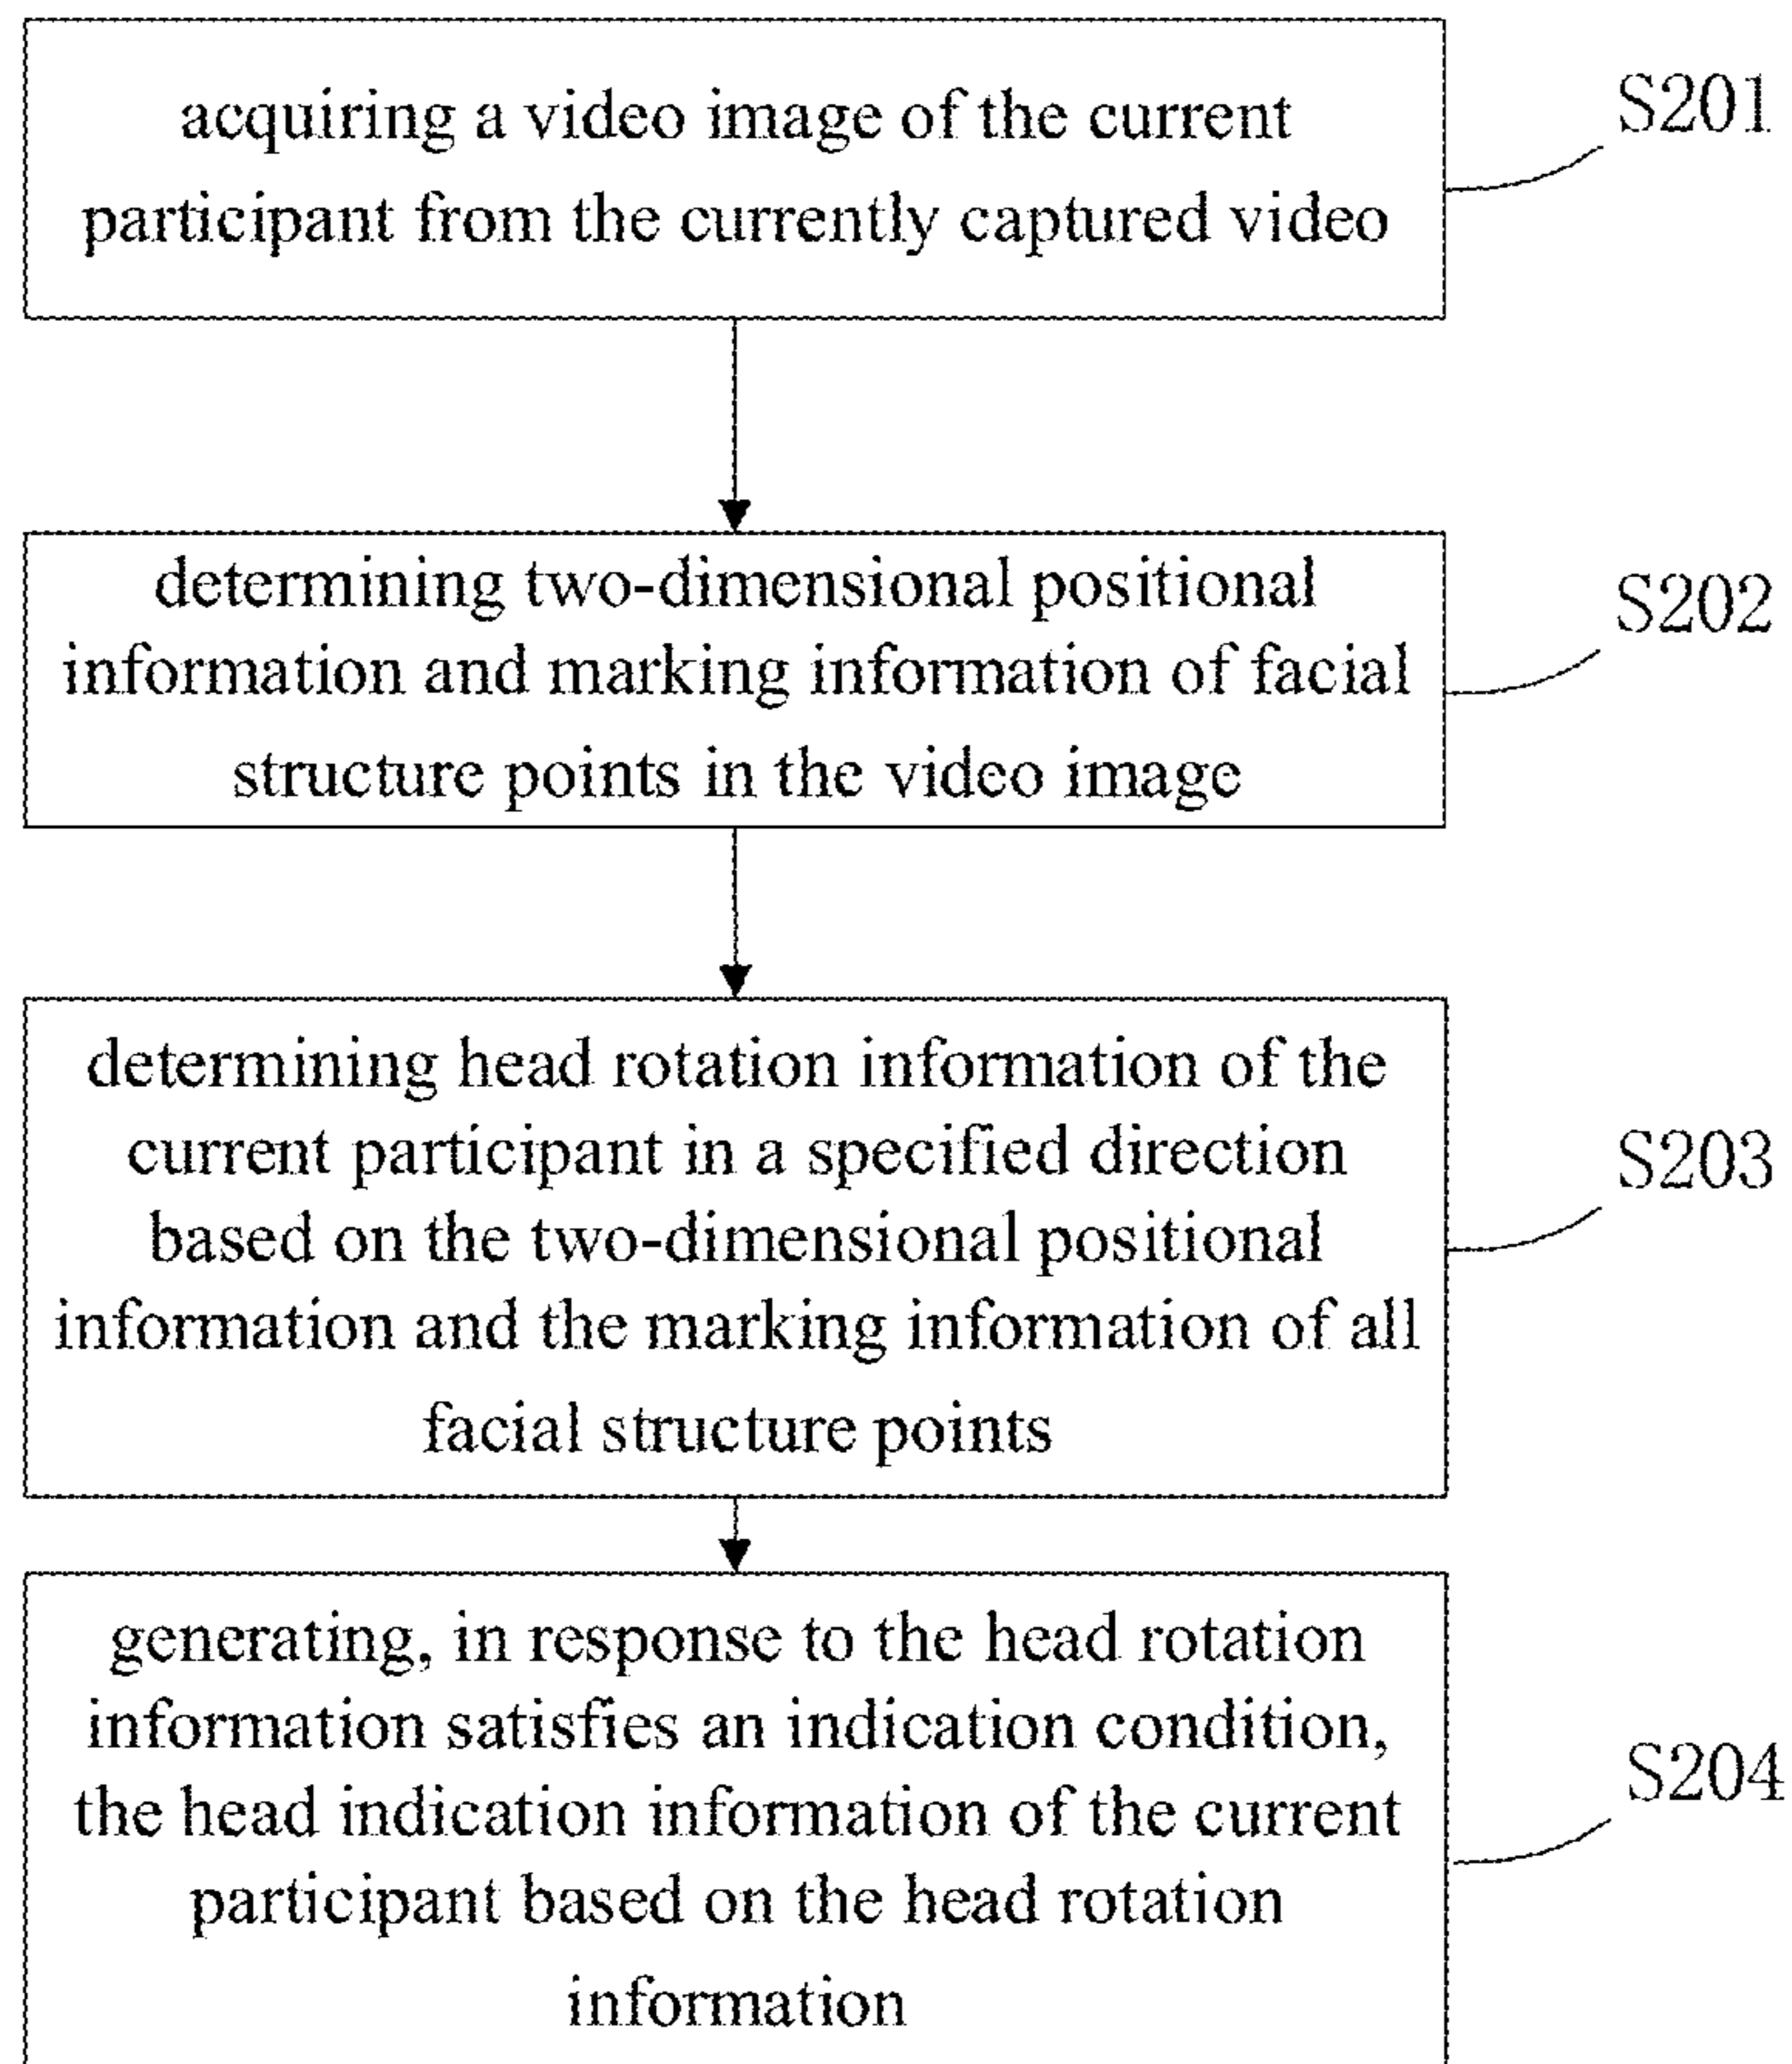 acquiring a video image of the current
participant from the currently captured video
S201
determining two-dimensional positional
information and marking information of facial
structure points in the video image
S202
determining head rotation information of the
current participant in a specified direction
based on the two-dimensional positional
information and the marking information of all
facial structure points
S203
generating, in response to the head rotation
information satisfies an indication condition,
the head indication information of the current
participant based on the head rotation
information
S204